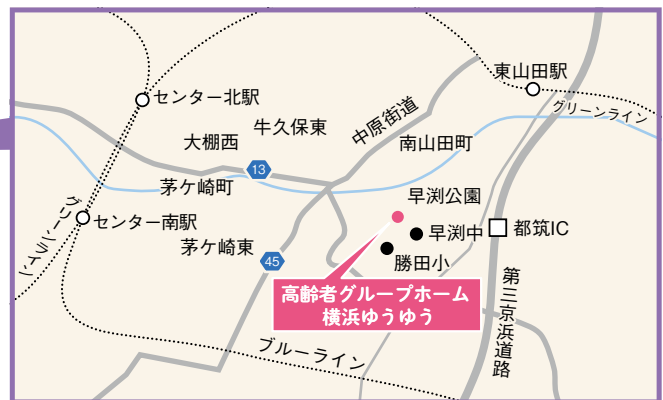 東山田駅
センター北駅
グリーンライン
中原街道
牛久保東
大棚西
南山田町
13
茅ケ崎町
早渕公園
グリーンライン
センター南駅
早渕中
都筑IC
茅ケ崎東
45
勝田小
第三京浜道路
高齢者グループホーム
横浜ゆうゆう
ブルーライン